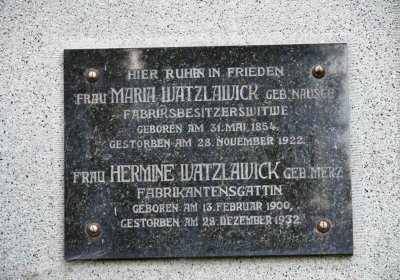 HIER RUHEN IN FRIEDEN
FRAU MARIA WATZLAWICK GEB. NAUSCH
FABRIKSBESITZERSWITWE
GEBOREN AM 31. MAI 1854,
GESTORBEN AM 28. NOVEMBER 1922.
FRAU HERMINE WATZLAWICK GEB. MERZ
FABRIKANTENSGATTIN
GEBOREN AM 13. FEBRUAR 1900,
GESTORBEN AM 28. DEZEMBER 1932.